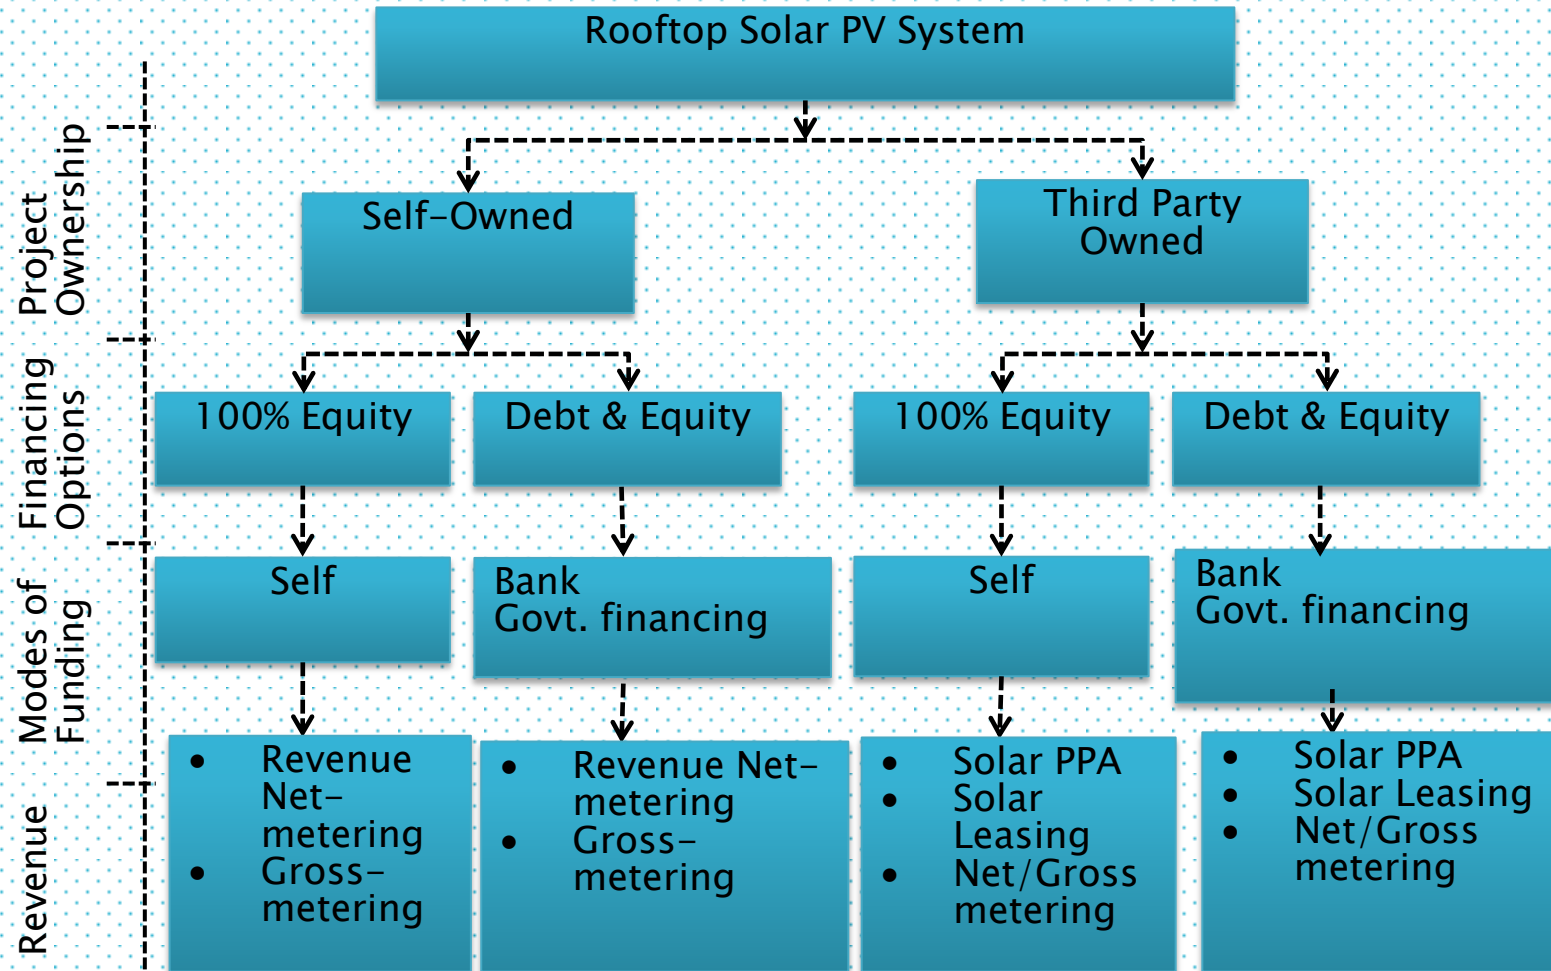 Rooftop Solar PV System
Project
Ownership
Self-Owned
Third Party
Owned
Financing
Options
100% Equity
Debt & Equity
100% Equity
Debt & Equity
Modes of
Funding
Self
Bank
Govt. financing
Self
Bank
Govt. financing
Revenue
• Revenue
Net-
metering
• Gross-
metering
• Revenue Net-
metering
• Gross-
metering
• Solar PPA
• Solar
Leasing
• Net/Gross
metering
• Solar PPA
• Solar Leasing
• Net/Gross
metering